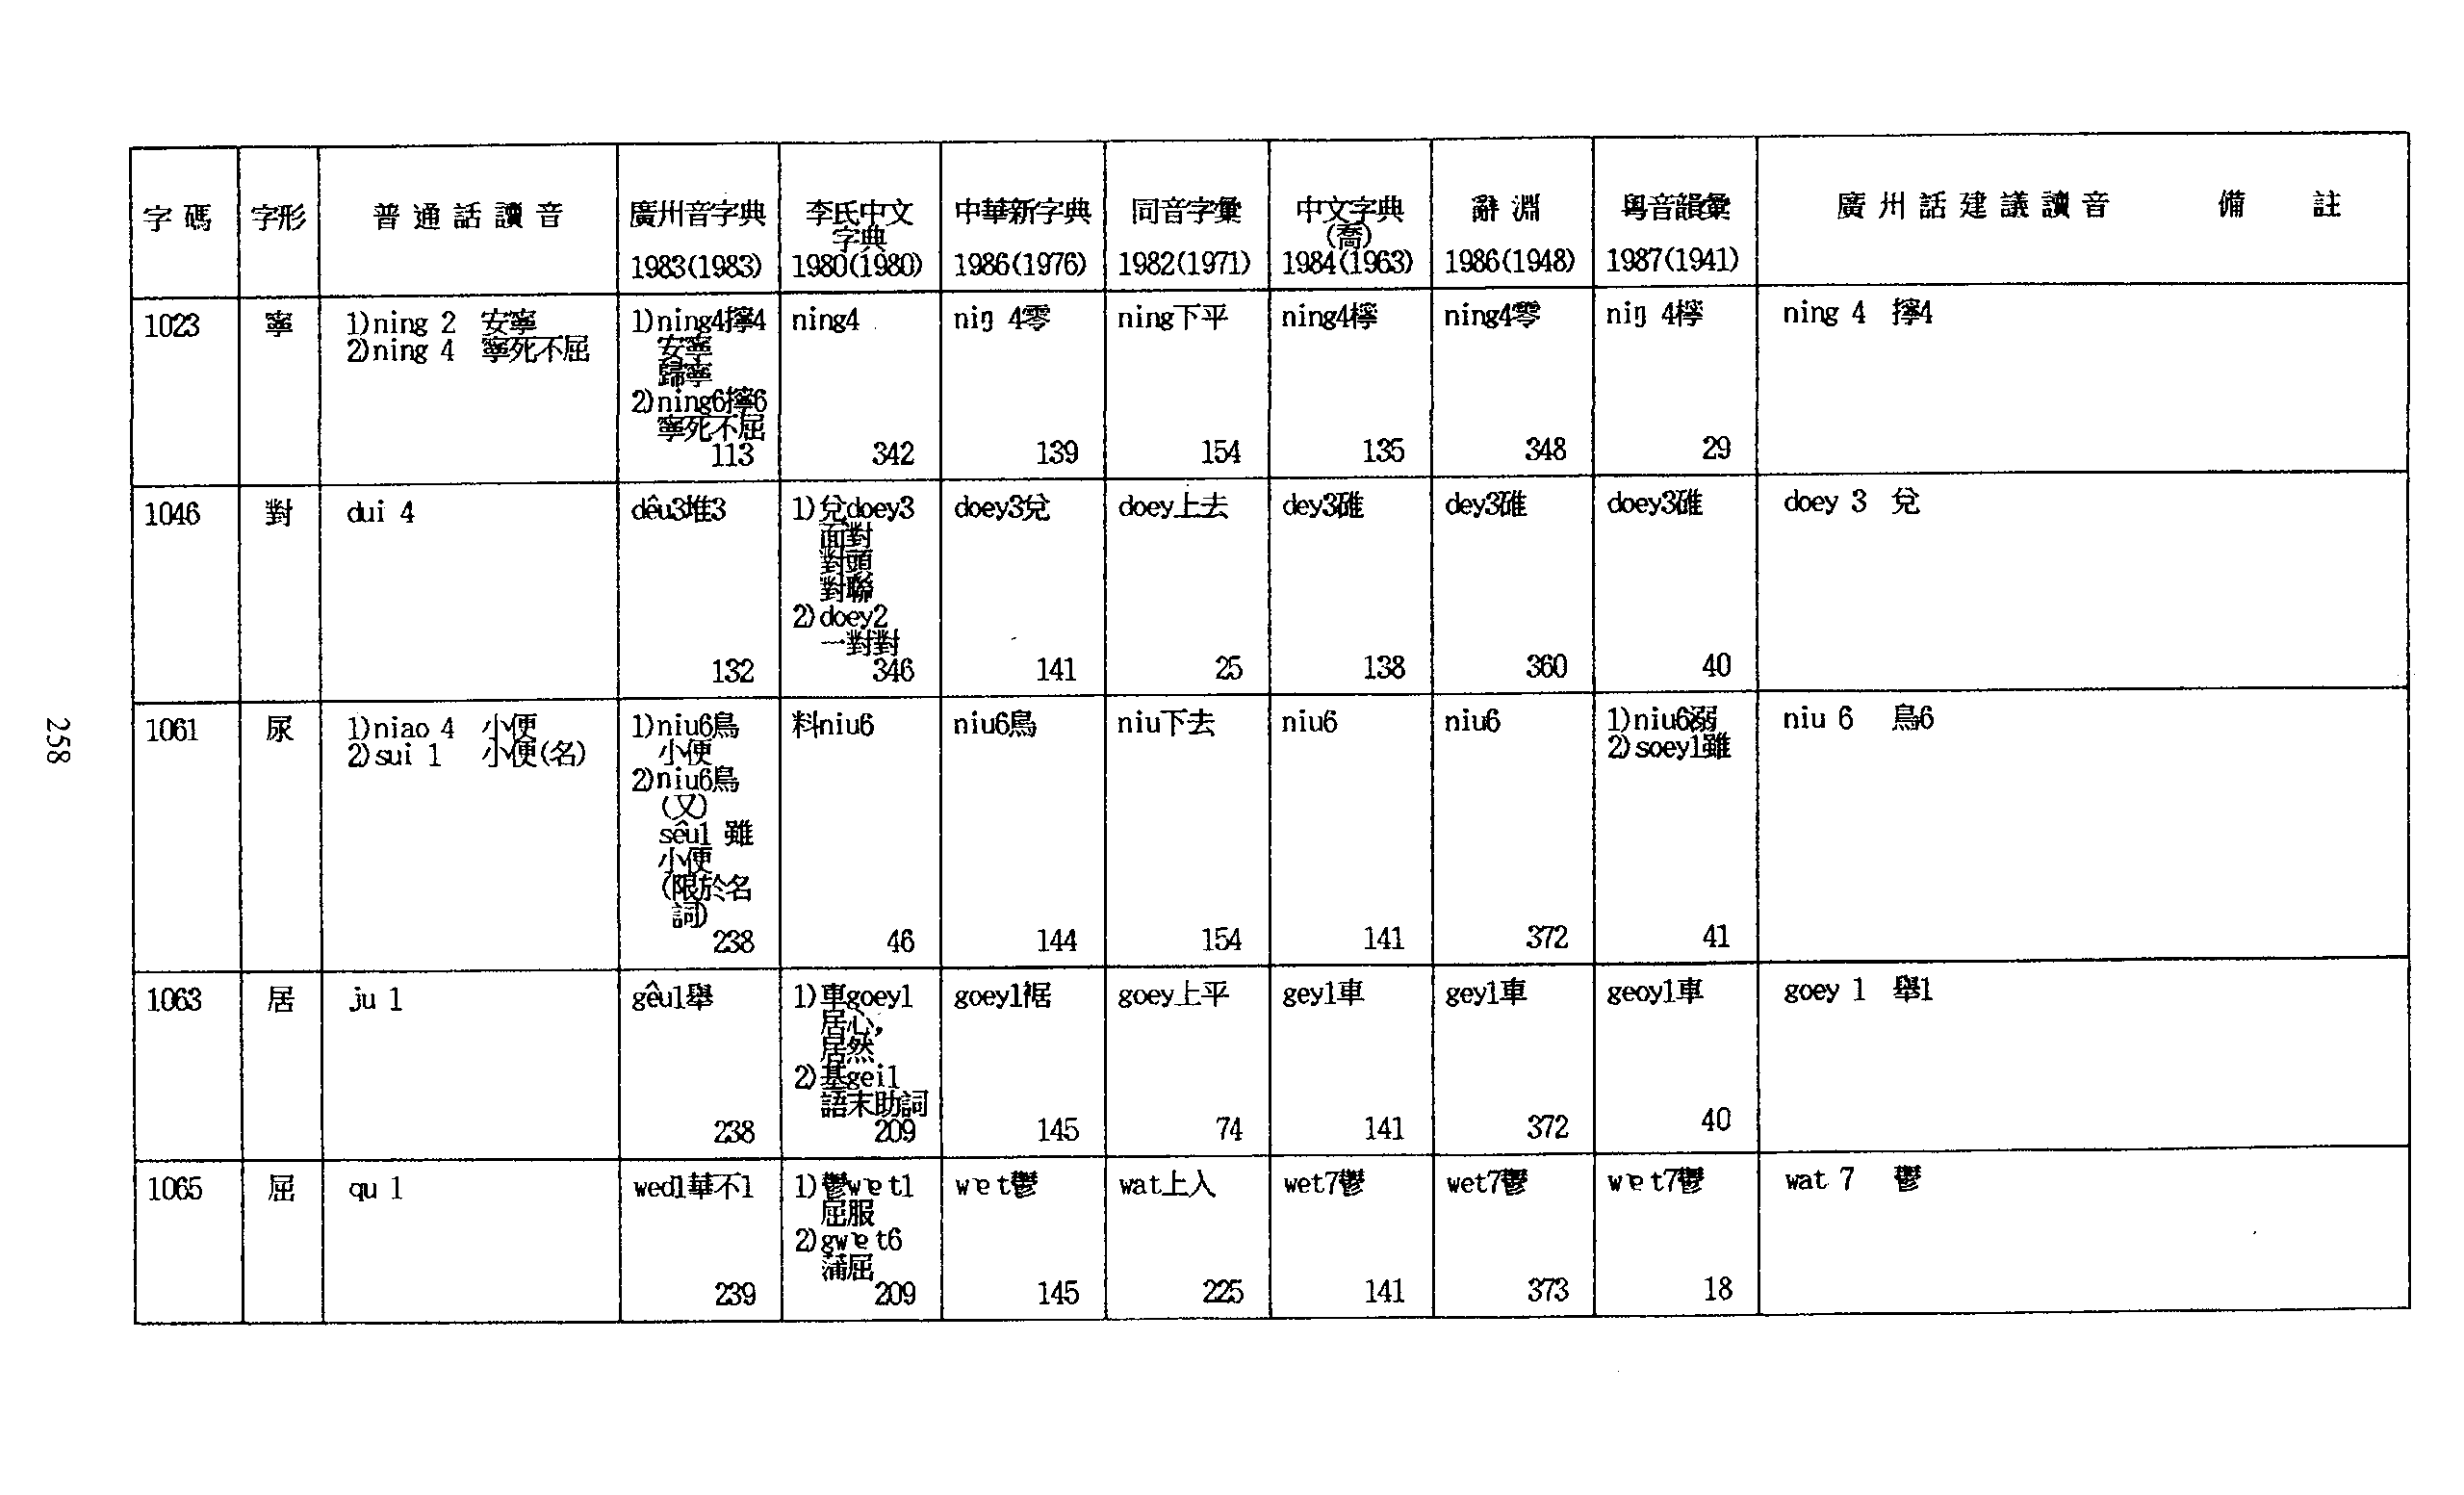 字碼 字形 普通話讀音 廣州音字典 李氏中文 中華新字典 同音字彙 中文字典 辭淵 粵音韻彙 廣州話建議讀音 備 註
字典 (喬)
1983(1983) 1980(1980) 1986(1976) 1982(1971) 1984(1963) 1986(1948) 1987(1941)
1023 寧 1)ning 2 安寧 1)ning4擰4 ning4 niŋ 4零 ning下平 ning4檸 ning4零 niŋ 4檸 ning 4 擰4
2)ning 4 寧死不屈 安寧
歸寧
2)ning6擰6
寧死不屈
113 342 139 154 135 348 29
1046 對 dui 4 dêu3堆3 1)兌doey3 doey3兌 doey上去 dey3碓 dey3碓 doey3碓 doey 3 兌
面對
對頭
對聯
2)doey2
一對對
132 346 141 25 138 360 40
1061 尿 1)niao 4 小便 1)niu6鳥 料niu6 niu6鳥 niu下去 niu6 niu6 1)niu6溺 niu 6 鳥6
2)sui 1 小便(名) 小便 2)soey1雖
2)niu6鳥
(又)
sêu1 雖
小便
(限於名
詞)
238 46 144 154 141 372 41
1063 居 ju 1 gêu1舉 1)車goey1 goey1裾 goey上平 gey1車 gey1車 geoy1車 goey 1 舉1
居心,
居然
2)基gei1
語末助詞
238 209 145 74 141 372 40
1065 屈 qu 1 wed1華不1 1)鬱wɐt1 wɐt鬱 wat上入 wet7鬱 wet7鬱 wɐt7鬱 wat 7 鬱
屈服
2)gwɐt6
蒲屈
239 209 145 225 141 373 18
258